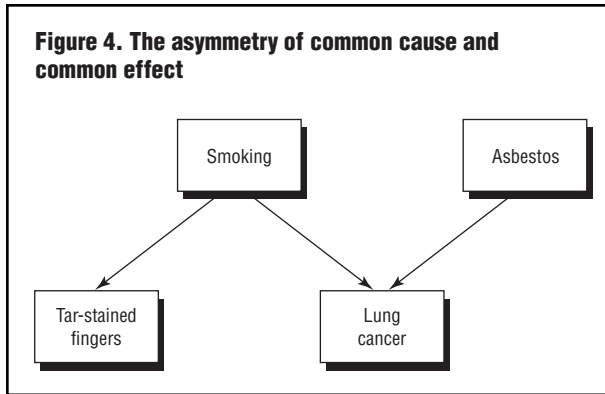 Figure 4. The asymmetry of common cause and
common effect
Smoking
Asbestos
Tar-stained
fingers
Lung
cancer